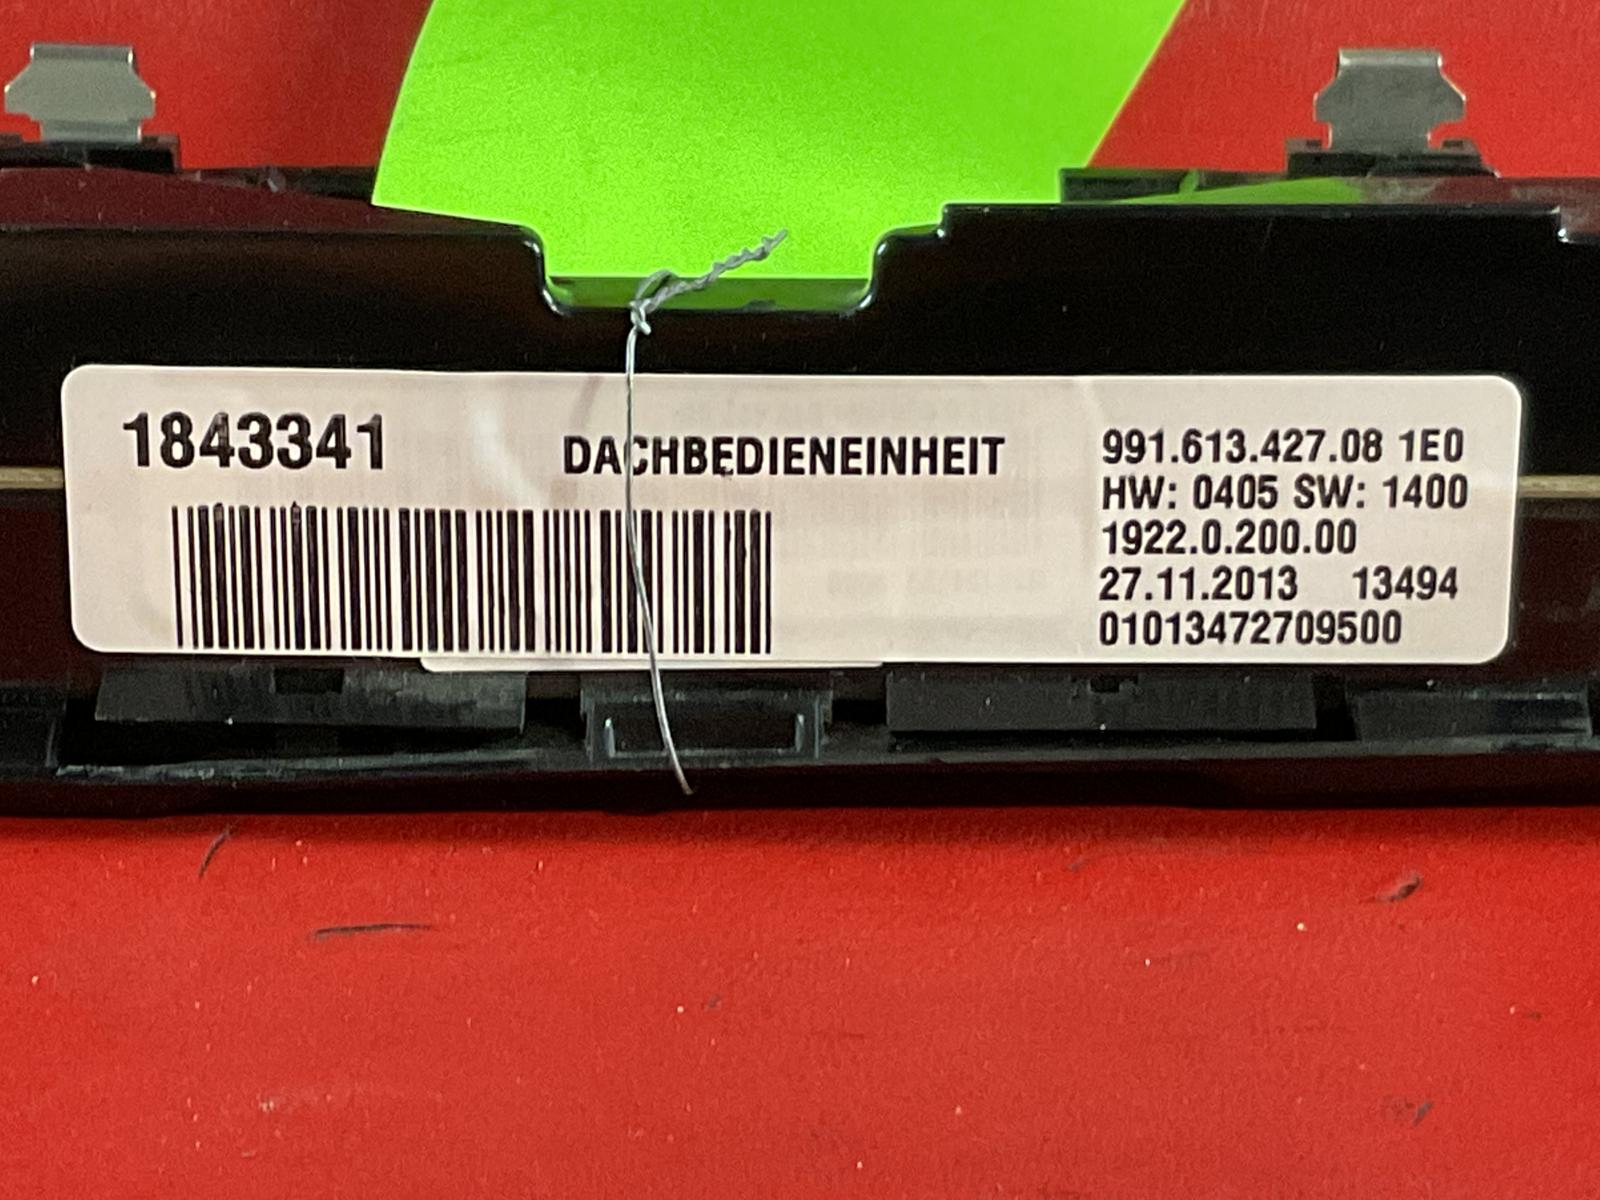 1843341
DACHBEDIENEINHEIT
991.613.427.08 1E0
HW: 0405 SW: 1400
1922.0.200.00
27.11.2013 13494
01013472709500